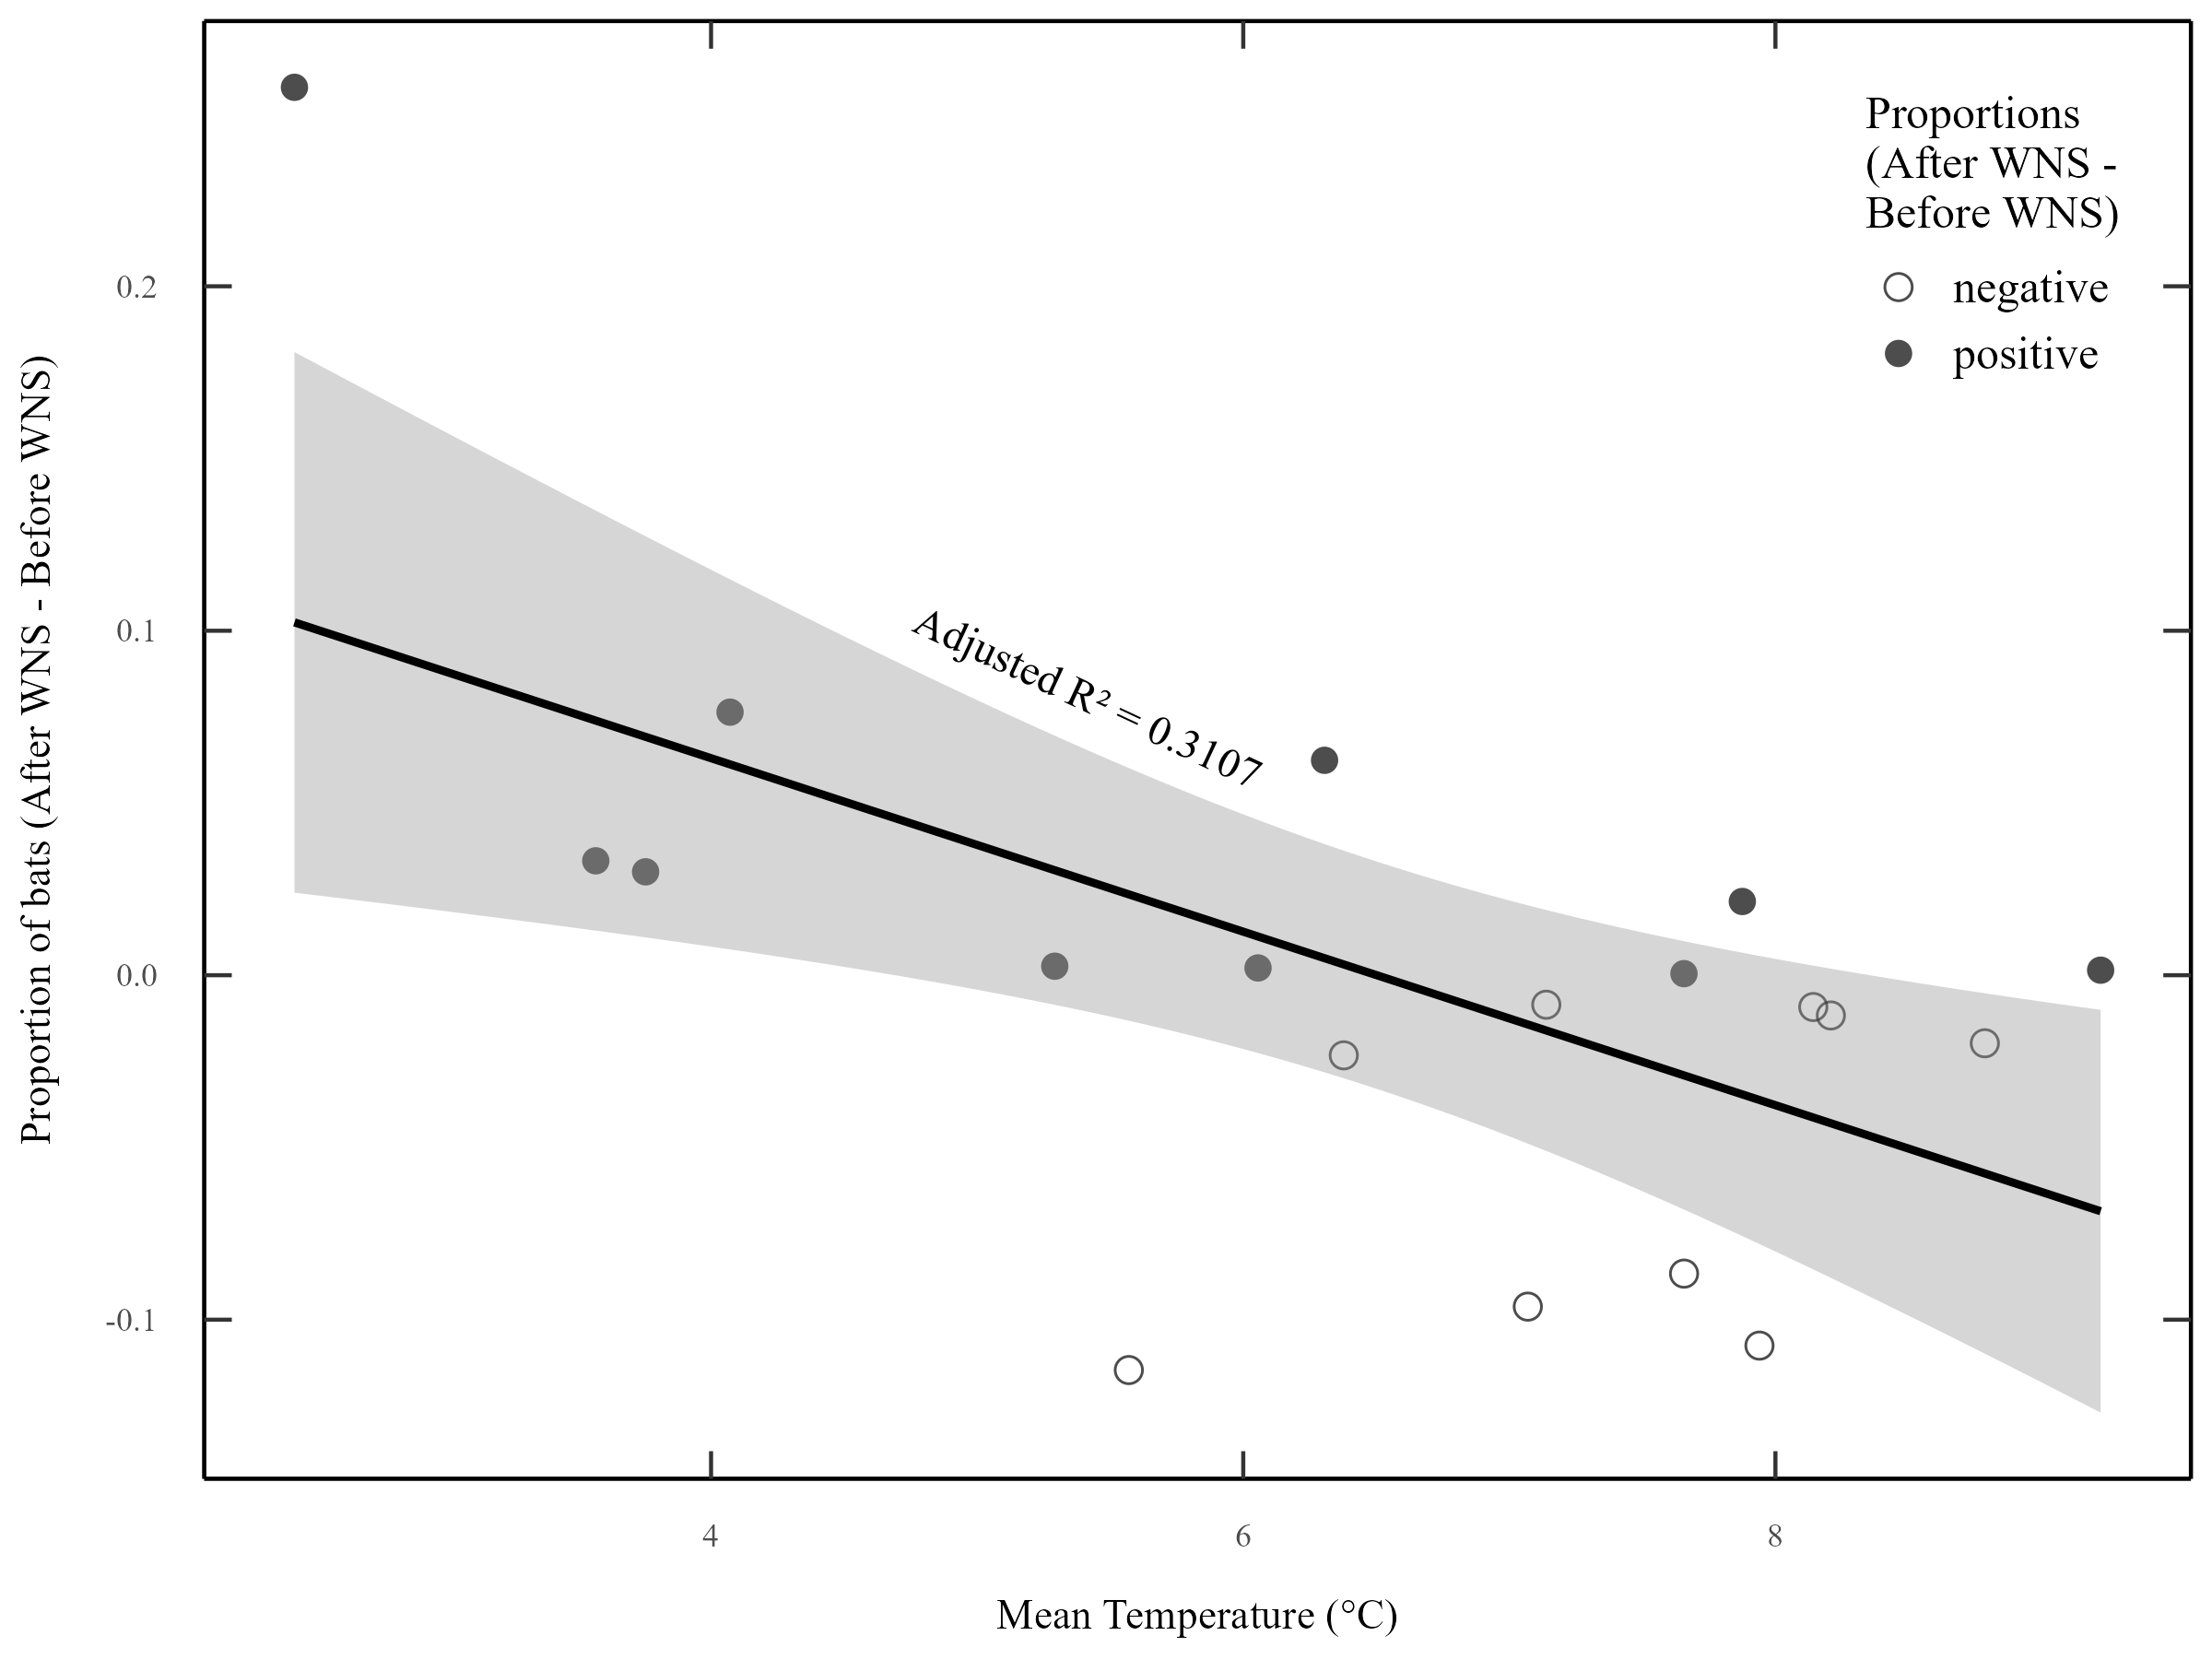 Proportions
(After WNS -
Before WNS)
negative
positive
0.2
0.1
0.0
-0.1
Proportion of bats (After WNS - Before WNS)
Adjusted R² = 0.3107
4
6
8
Mean Temperature (°C)